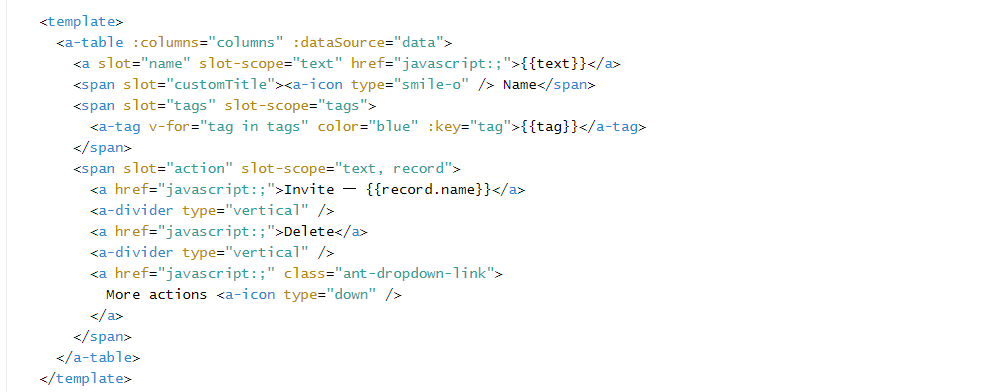 <template>
  <a-table :columns="columns" :dataSource="data">
    <a slot="name" slot-scope="text" href="javascript:;">{{text}}</a>
    <span slot="customTitle"><a-icon type="smile-o" /> Name</span>
    <span slot="tags" slot-scope="tags">
      <a-tag v-for="tag in tags" color="blue" :key="tag">{{tag}}</a-tag>
    </span>
    <span slot="action" slot-scope="text, record">
      <a href="javascript:;">Invite 一 {{record.name}}</a>
      <a-divider type="vertical" />
      <a href="javascript:;">Delete</a>
      <a-divider type="vertical" />
      <a href="javascript:;" class="ant-dropdown-link">
        More actions <a-icon type="down" />
      </a>
    </span>
  </a-table>
</template>